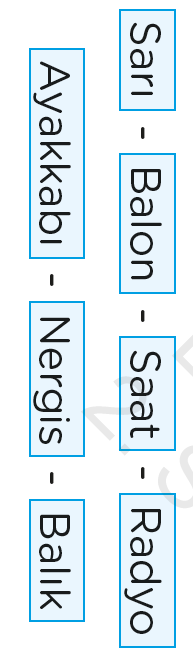 Sarı - Balon - Saat - Radyo
Ayakkabı - Nergis - Balık